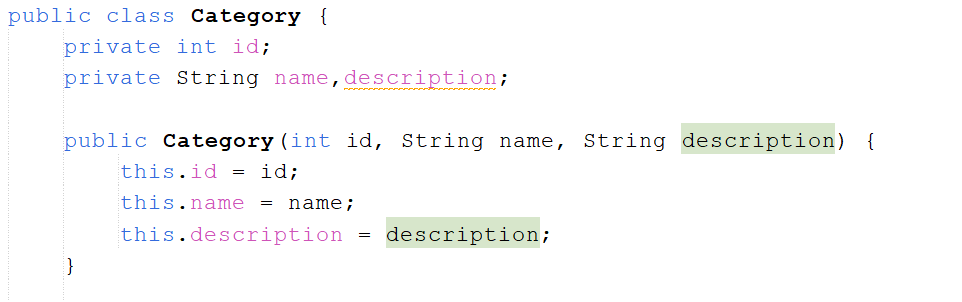 public class Category {
    private int id;
    private String name,description;

    public Category(int id, String name, String description) {
        this.id = id;
        this.name = name;
        this.description = description;
    }